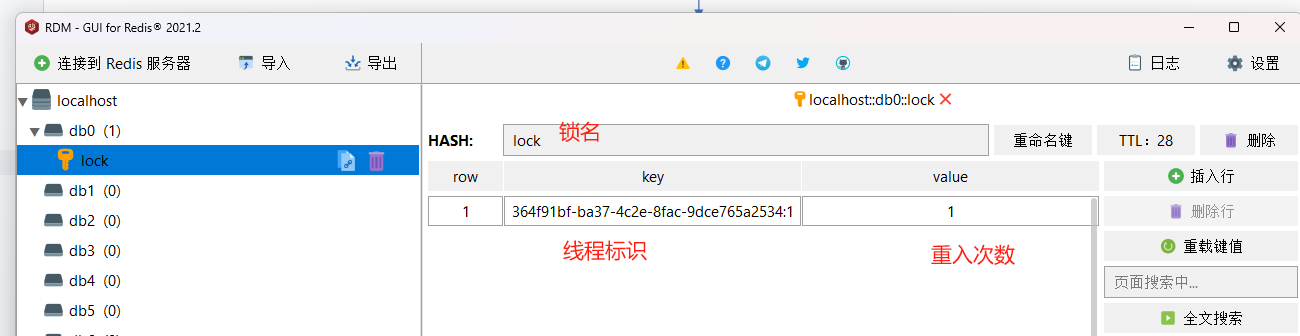 RDM - GUI for Redis® 2021.2
连接到 Redis 服务器 导入 导出 日志 设置
localhost
db0 (1)
lock
db1 (0)
db2 (0)
db3 (0)
db4 (0)
db5 (0)
localhost::db0::lock
HASH: lock 锁名 重命名键 TTL: 28 删除
row key value 插入行
1 364f91bf-ba37-4c2e-8fac-9dce765a2534:1 1 删除行
线程标识 重入次数 重载键值
页面搜索中...
全文搜索